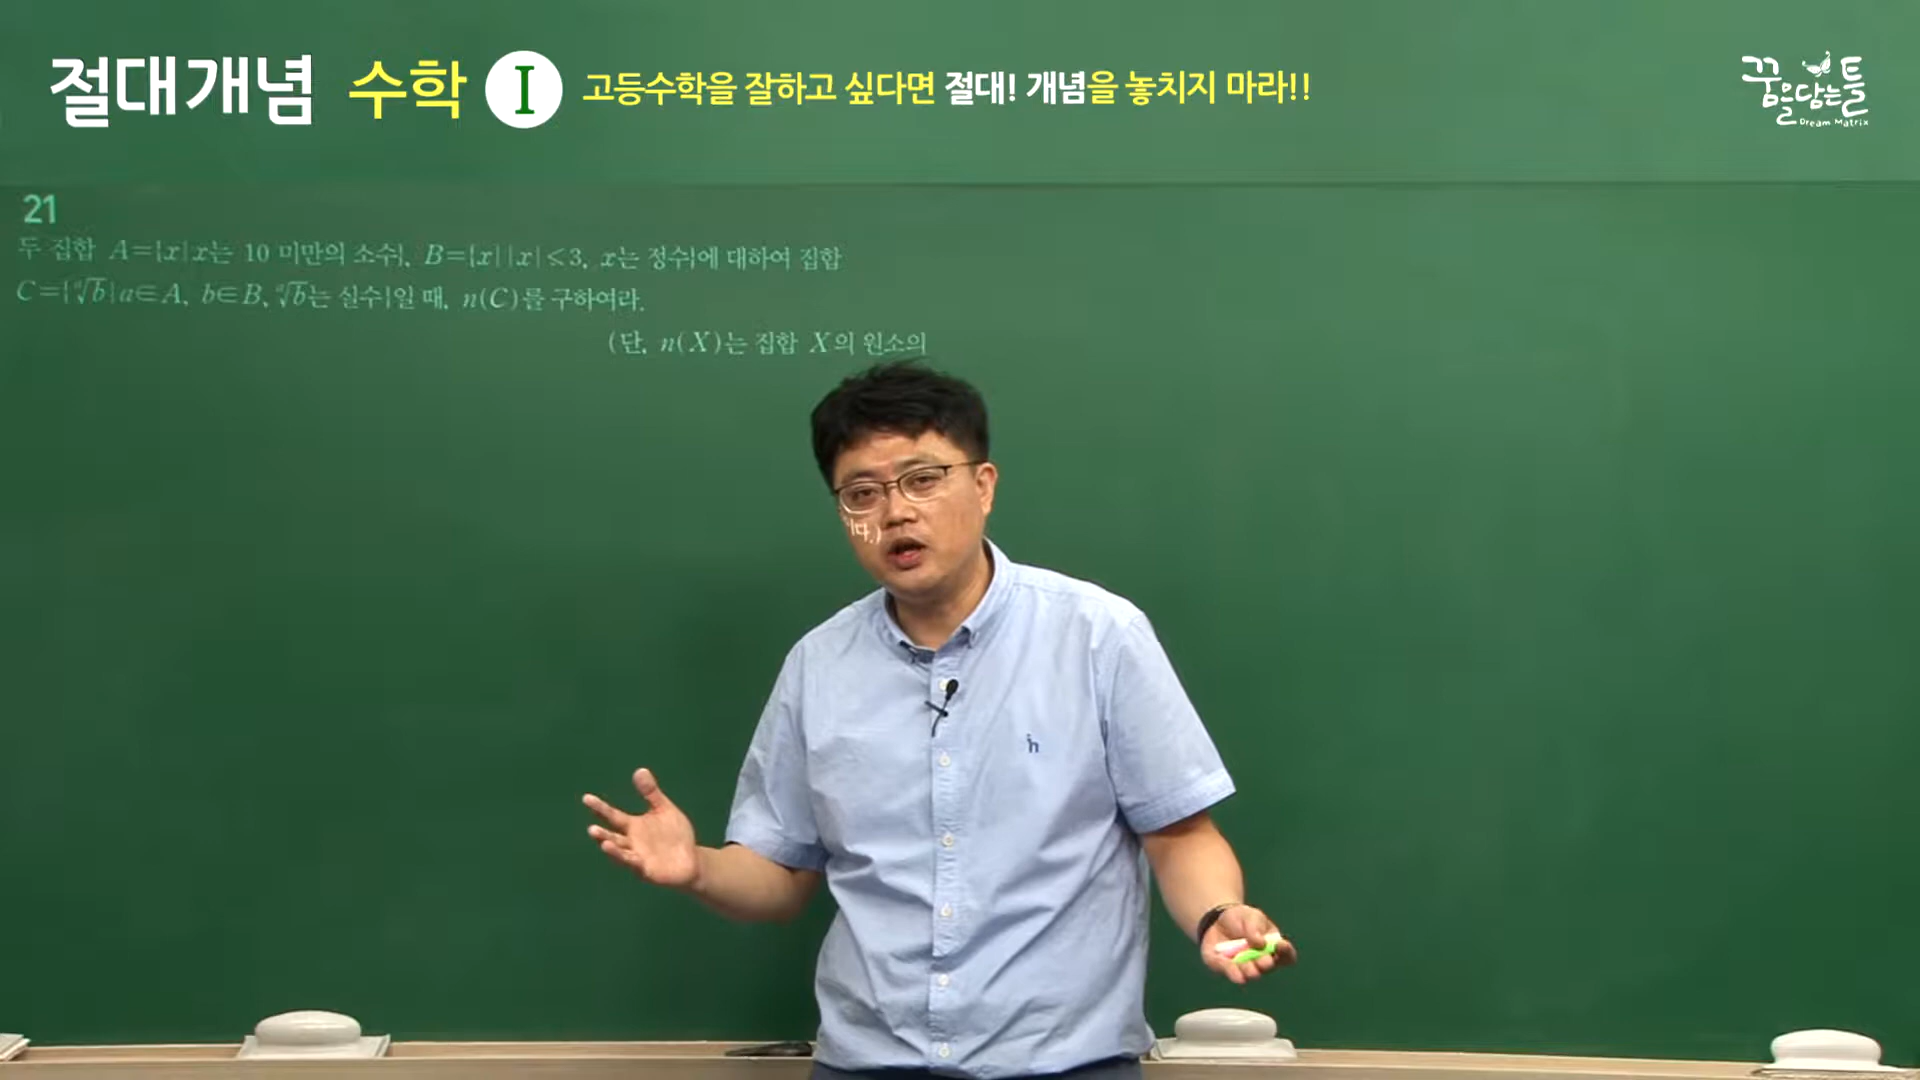 절대개념 수학 I 고등수학을 잘하고 싶다면 절대! 개념을 놓치지 마라!!
꿈을담는틀
Dream Matrix
21
두 집합 A={x|x는 10 미만의 소수}, B={x||x|≤3, x는 정수}에 대하여 집합
C={ᵃ√b|a∈A, b∈B, ᵃ√b는 실수}일 때, n(C)를 구하여라.
(단, n(X)는 집합 X의 원소의
다.)
h